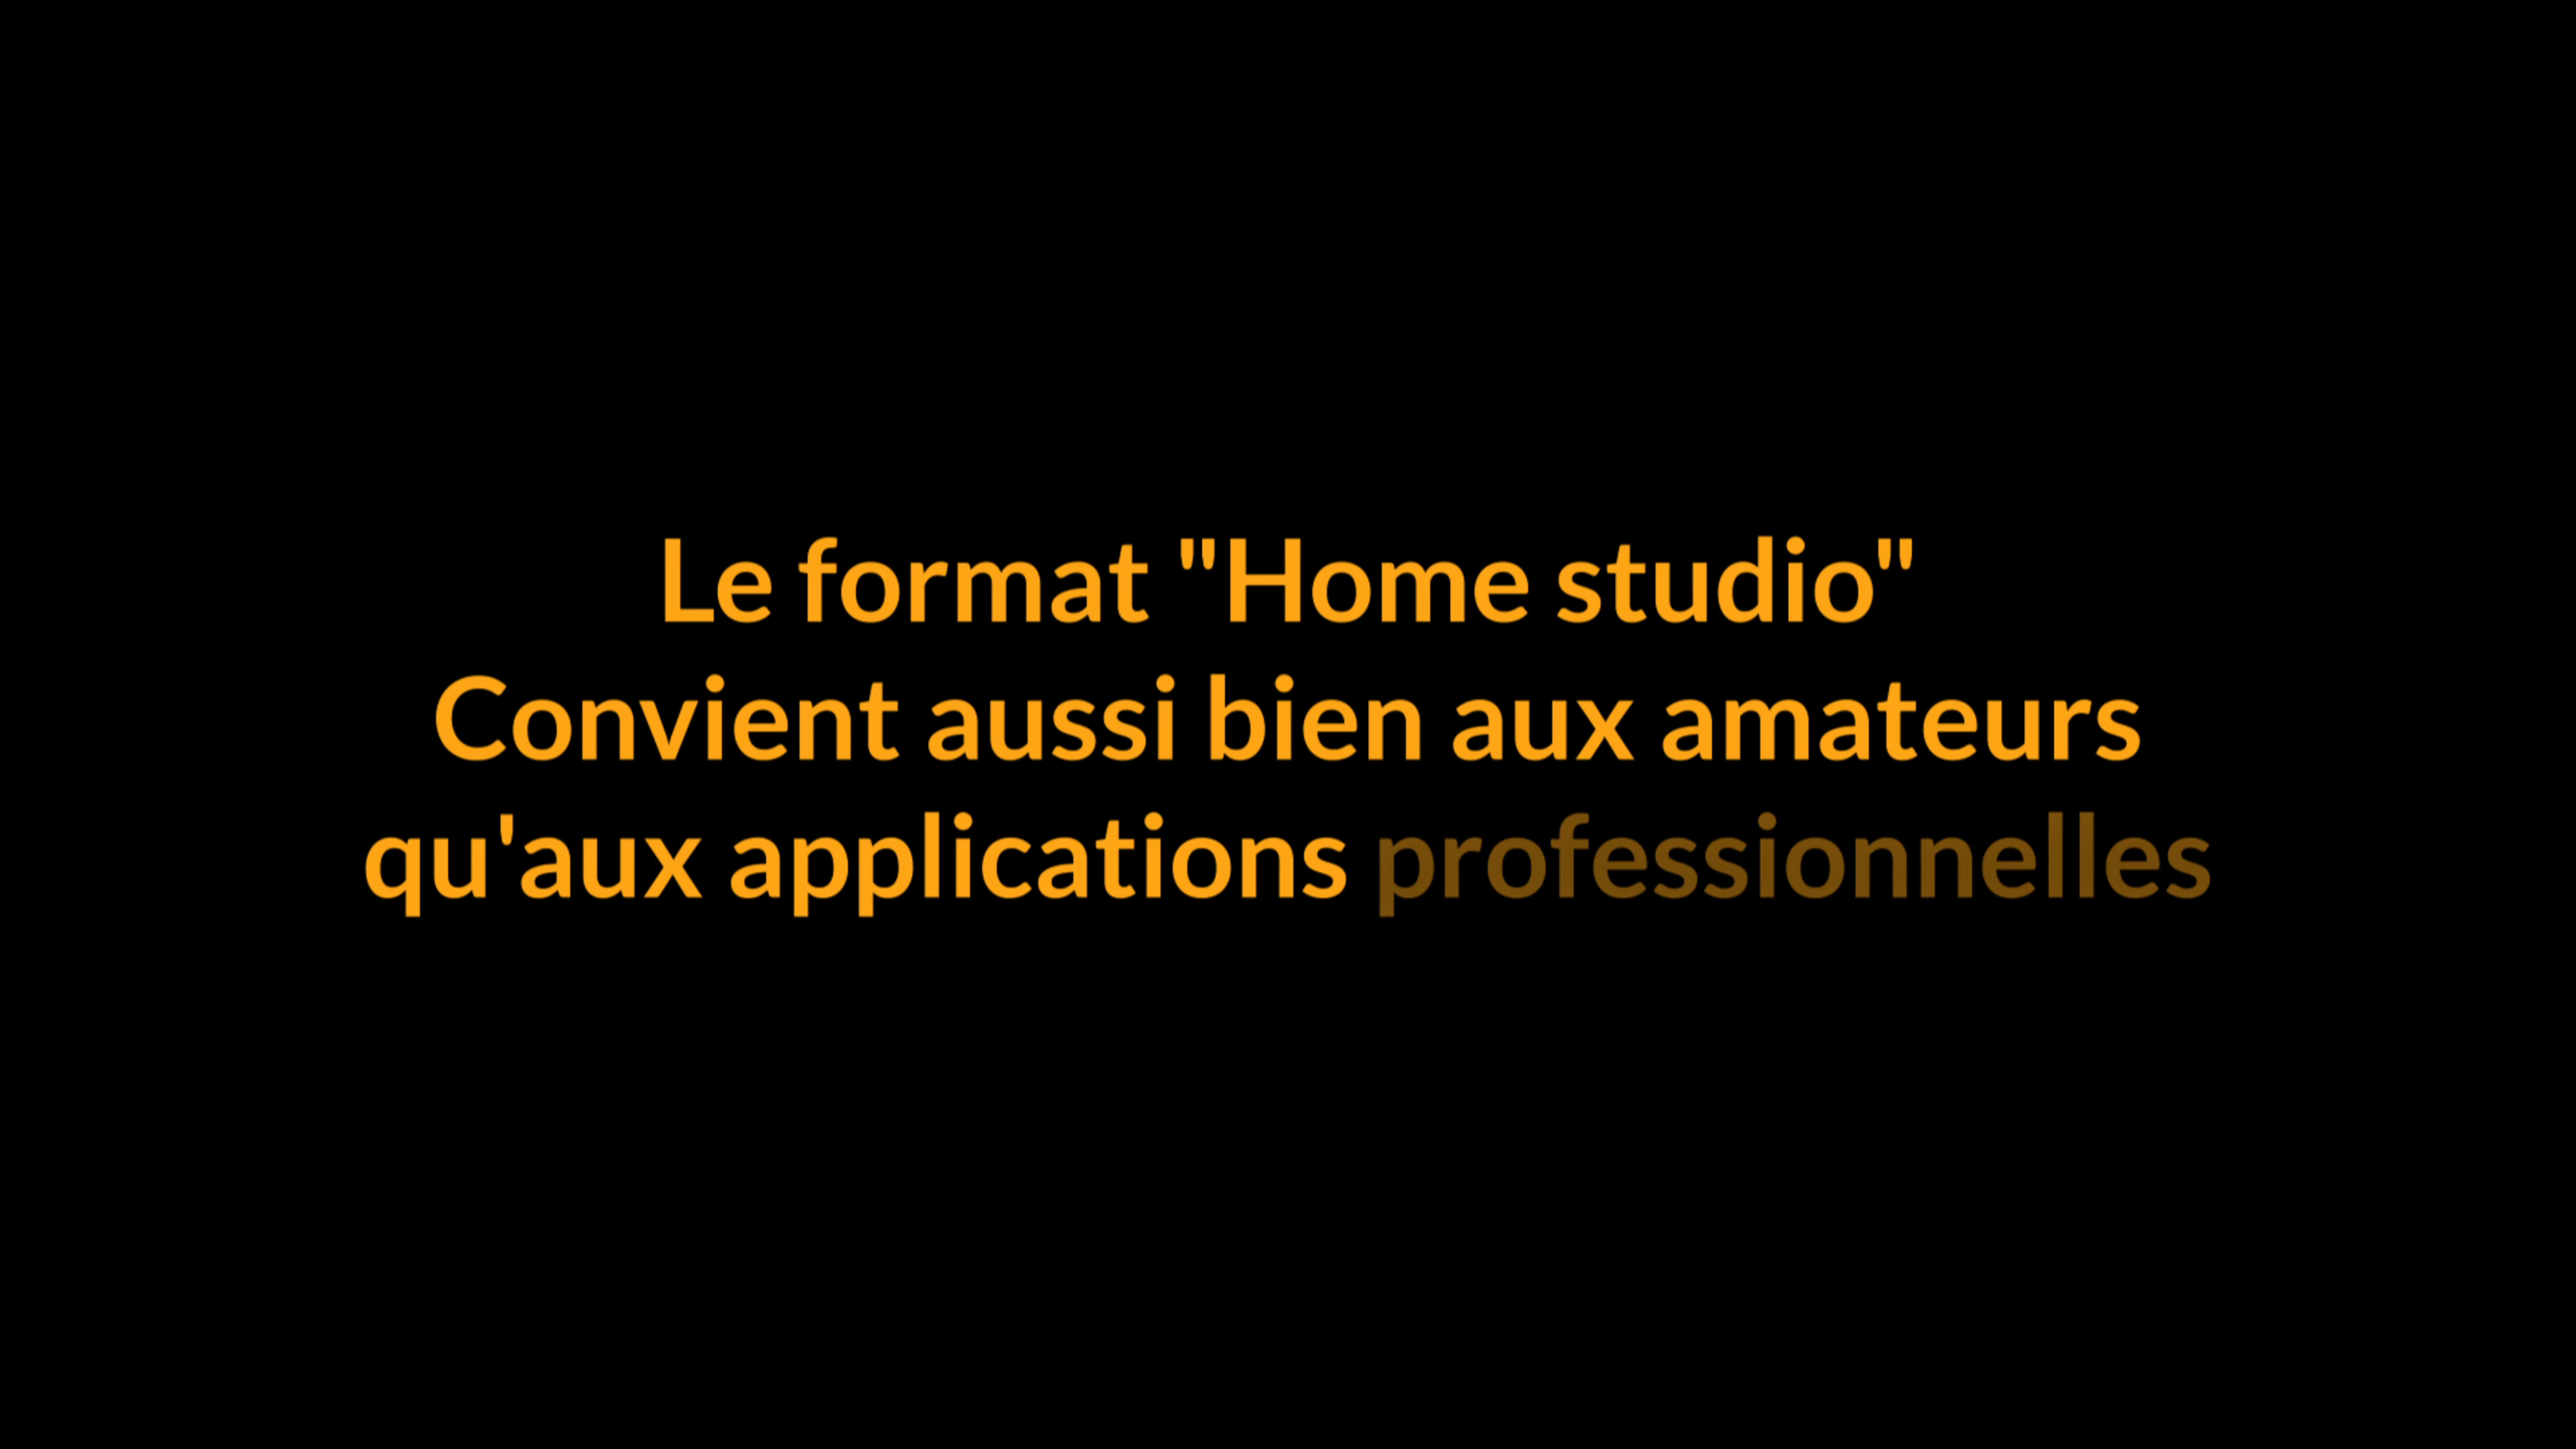 Le format "Home studio"
Convient aussi bien aux amateurs
qu'aux applications professionnelles